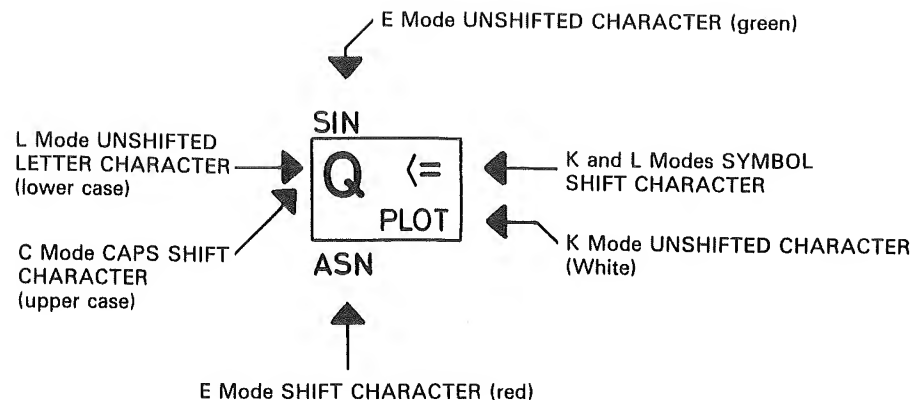 E Mode UNSHIFTED CHARACTER (green)
SIN
L Mode UNSHIFTED
LETTER CHARACTER
(lower case)
Q <=
PLOT
K and L Modes SYMBOL
SHIFT CHARACTER
C Mode CAPS SHIFT
CHARACTER
(upper case)
K Mode UNSHIFTED CHARACTER
(White)
ASN
E Mode SHIFT CHARACTER (red)